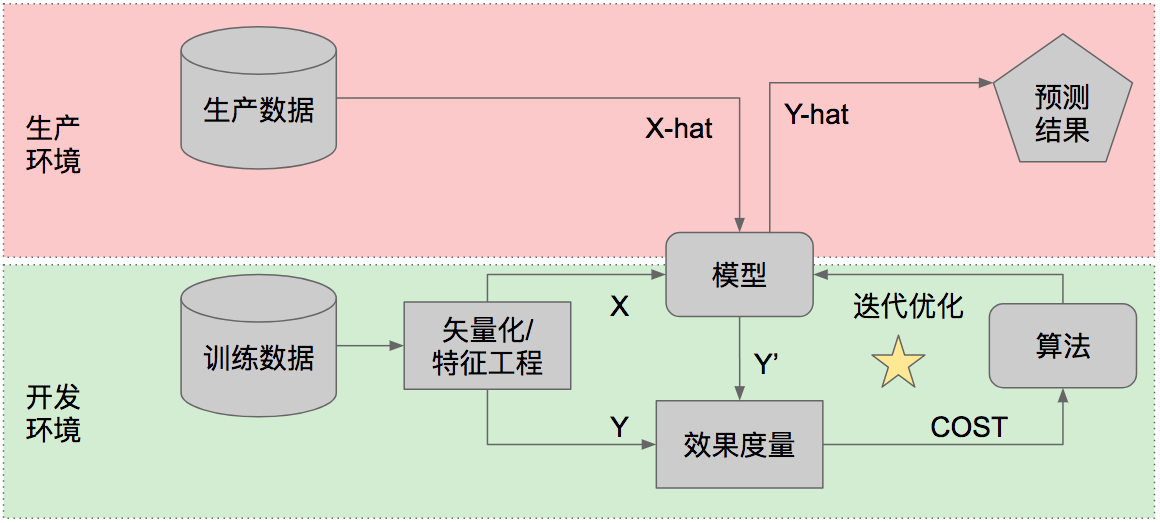 生产
环境
生产数据
X-hat
Y-hat
预测
结果
开发
环境
训练数据
矢量化/
特征工程
X
Y
模型
Y’
效果度量
迭代优化
COST
算法